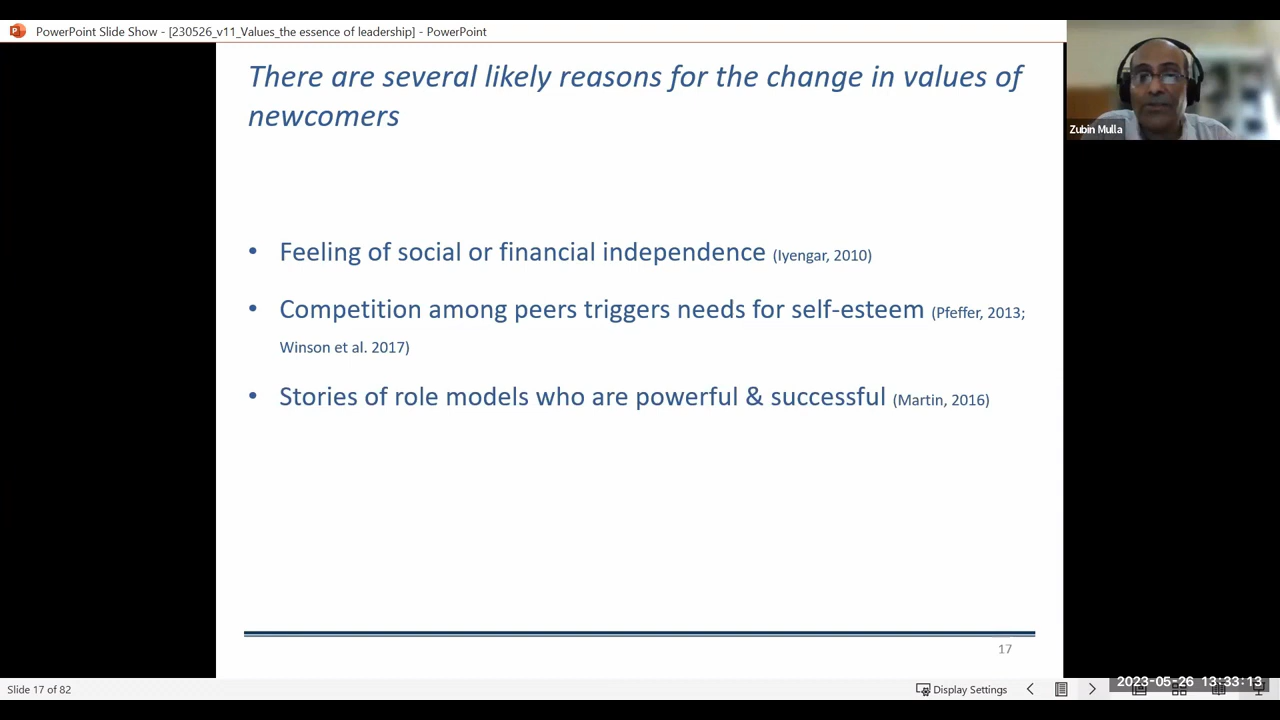 PowerPoint Slide Show - [230526_v11_Values_the essence of leadership] - PowerPoint
There are several likely reasons for the change in values of
newcomers
Zubin Mulla
• Feeling of social or financial independence (Iyengar, 2010)
• Competition among peers triggers needs for self-esteem (Pfeffer, 2013;
Winson et al. 2017)
• Stories of role models who are powerful & successful (Martin, 2016)
17
Slide 17 of 82
Display Settings
2023-05-26 13:33:13